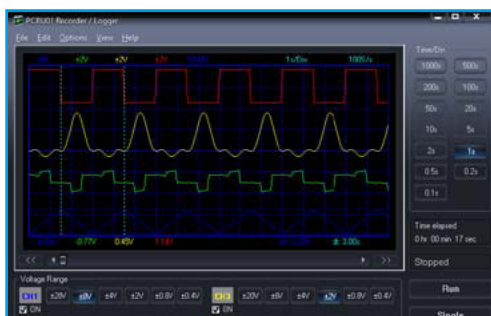 PCRU01 Recorder / Logger
File Edit Options View Help
±2V ±2V ±2V 1s/Div 100S/s
Time/Div
1000s 500s
200s 100s
50s 20s
10s 5s
2s 1s
0.5s 0.2s
0.1s
-0.77V 0.45V 3.00s
Time elapsed
0 hr 00 min 17 sec
<< >>
Stopped
Voltage Range
CH1 ±20V ±8V ±4V ±2V ±0.8V ±0.4V CH3 ±20V ±8V ±4V ±2V ±0.8V ±0.4V
ON ON
Run
Single